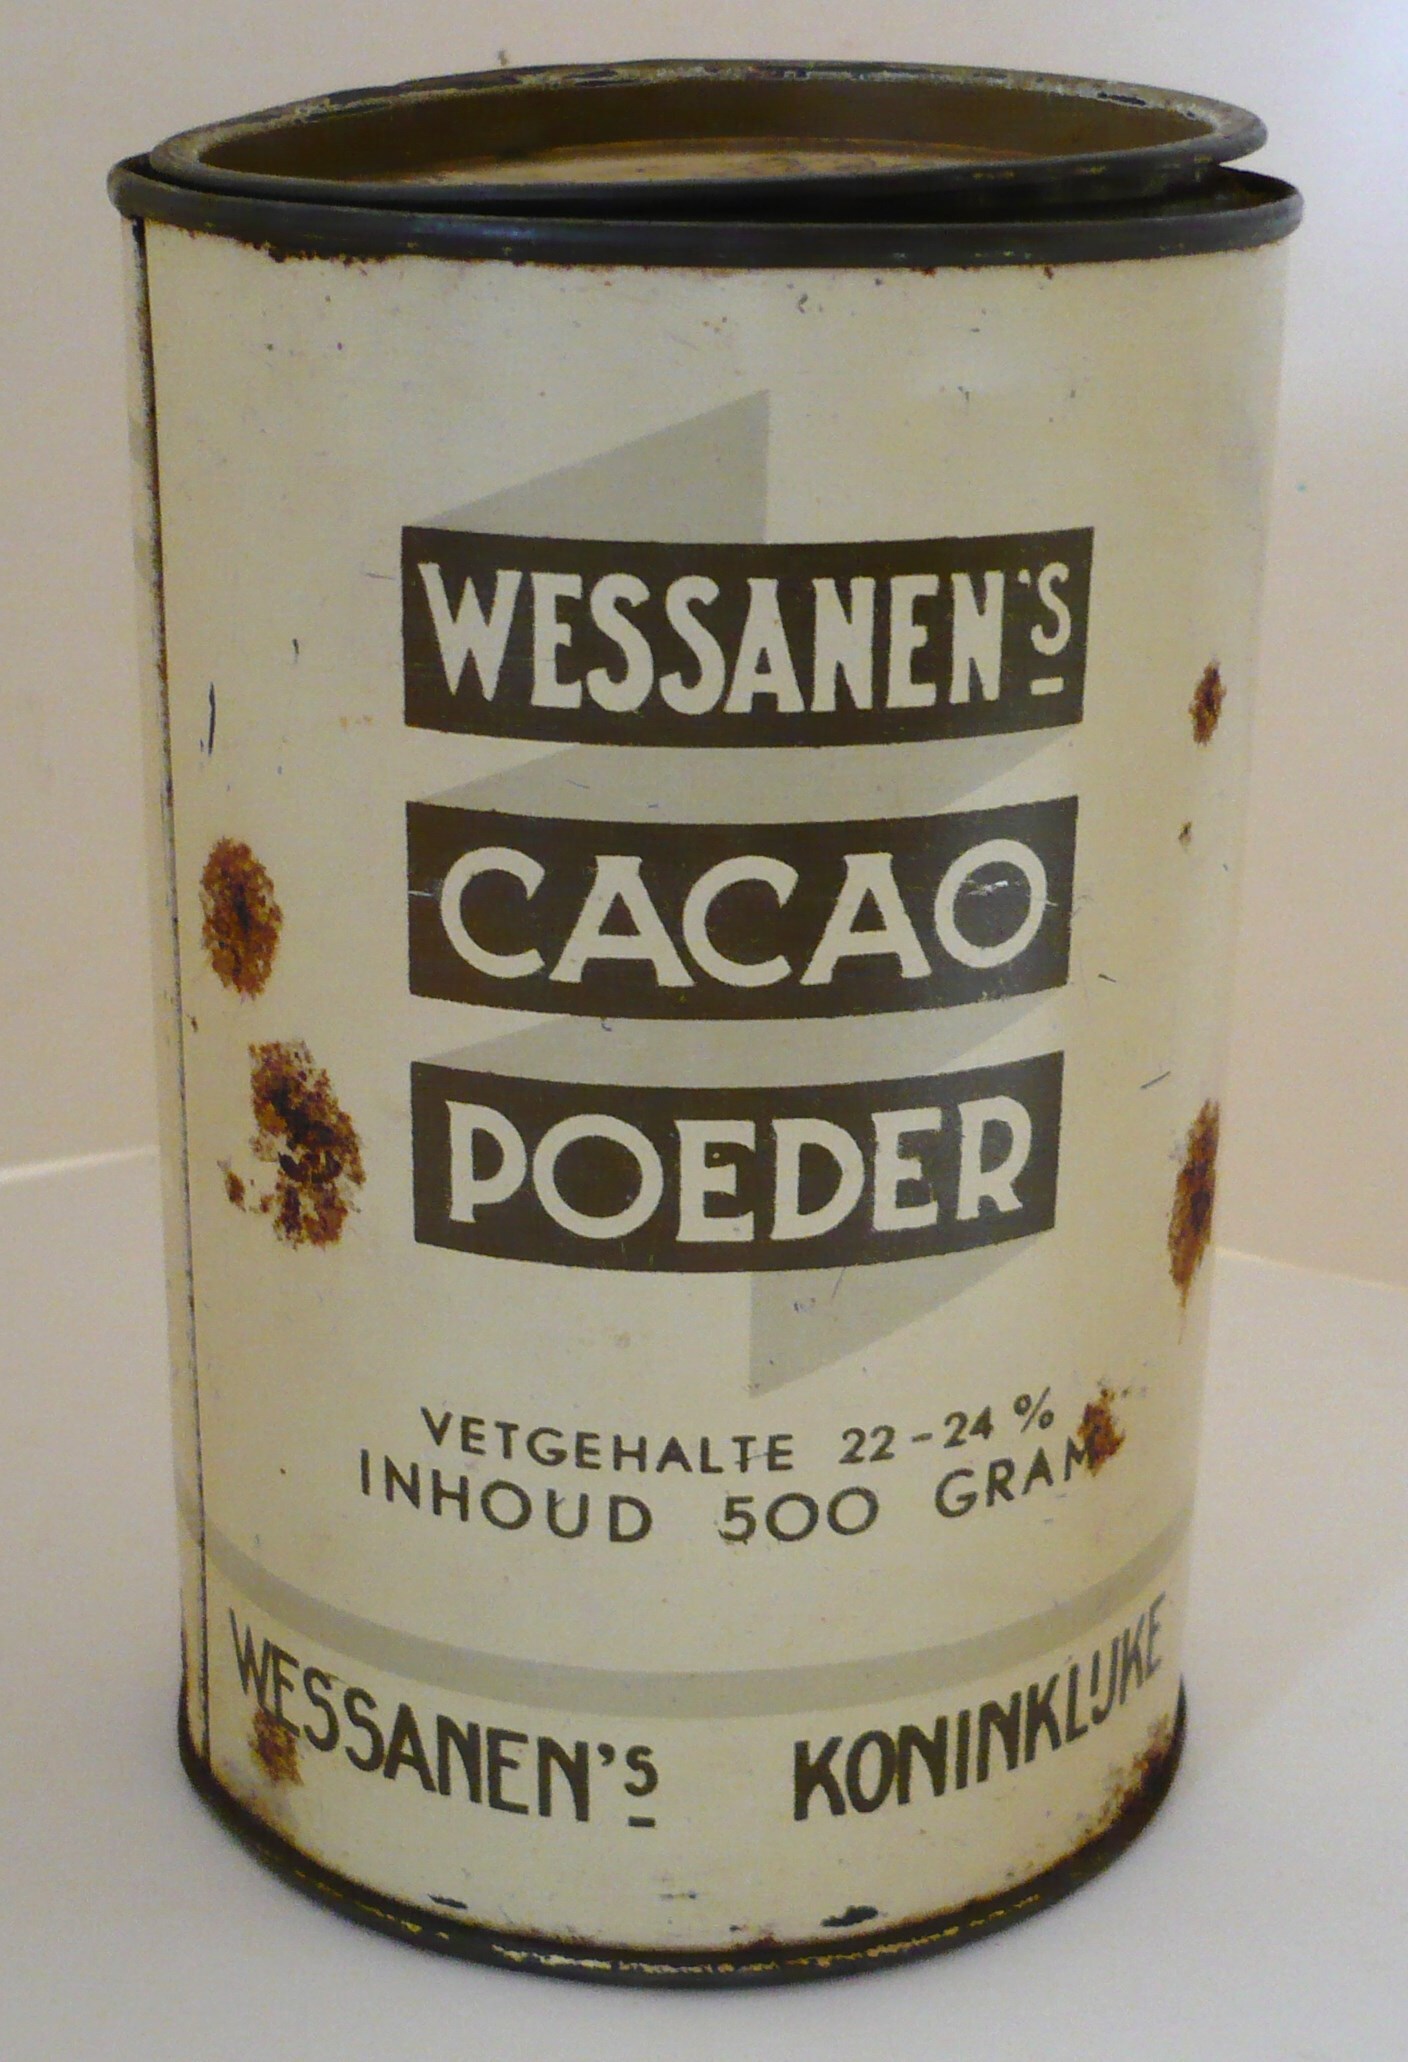 WESSANEN'S
CACAO
POEDER
VETGEHALTE 22-24 %
INHOUD 500 GRAM
WESSANEN'S KONINKLIJKE